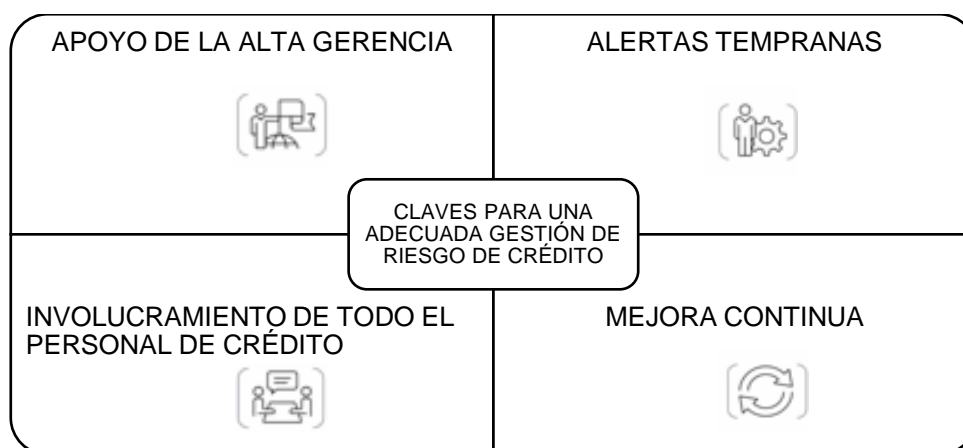 APOYO DE LA ALTA GERENCIA
ALERTAS TEMPRANAS
CLAVES PARA UNA
ADECUADA GESTIÓN DE
RIESGO DE CRÉDITO
INVOLUCRAMIENTO DE TODO EL
PERSONAL DE CRÉDITO
MEJORA CONTINUA